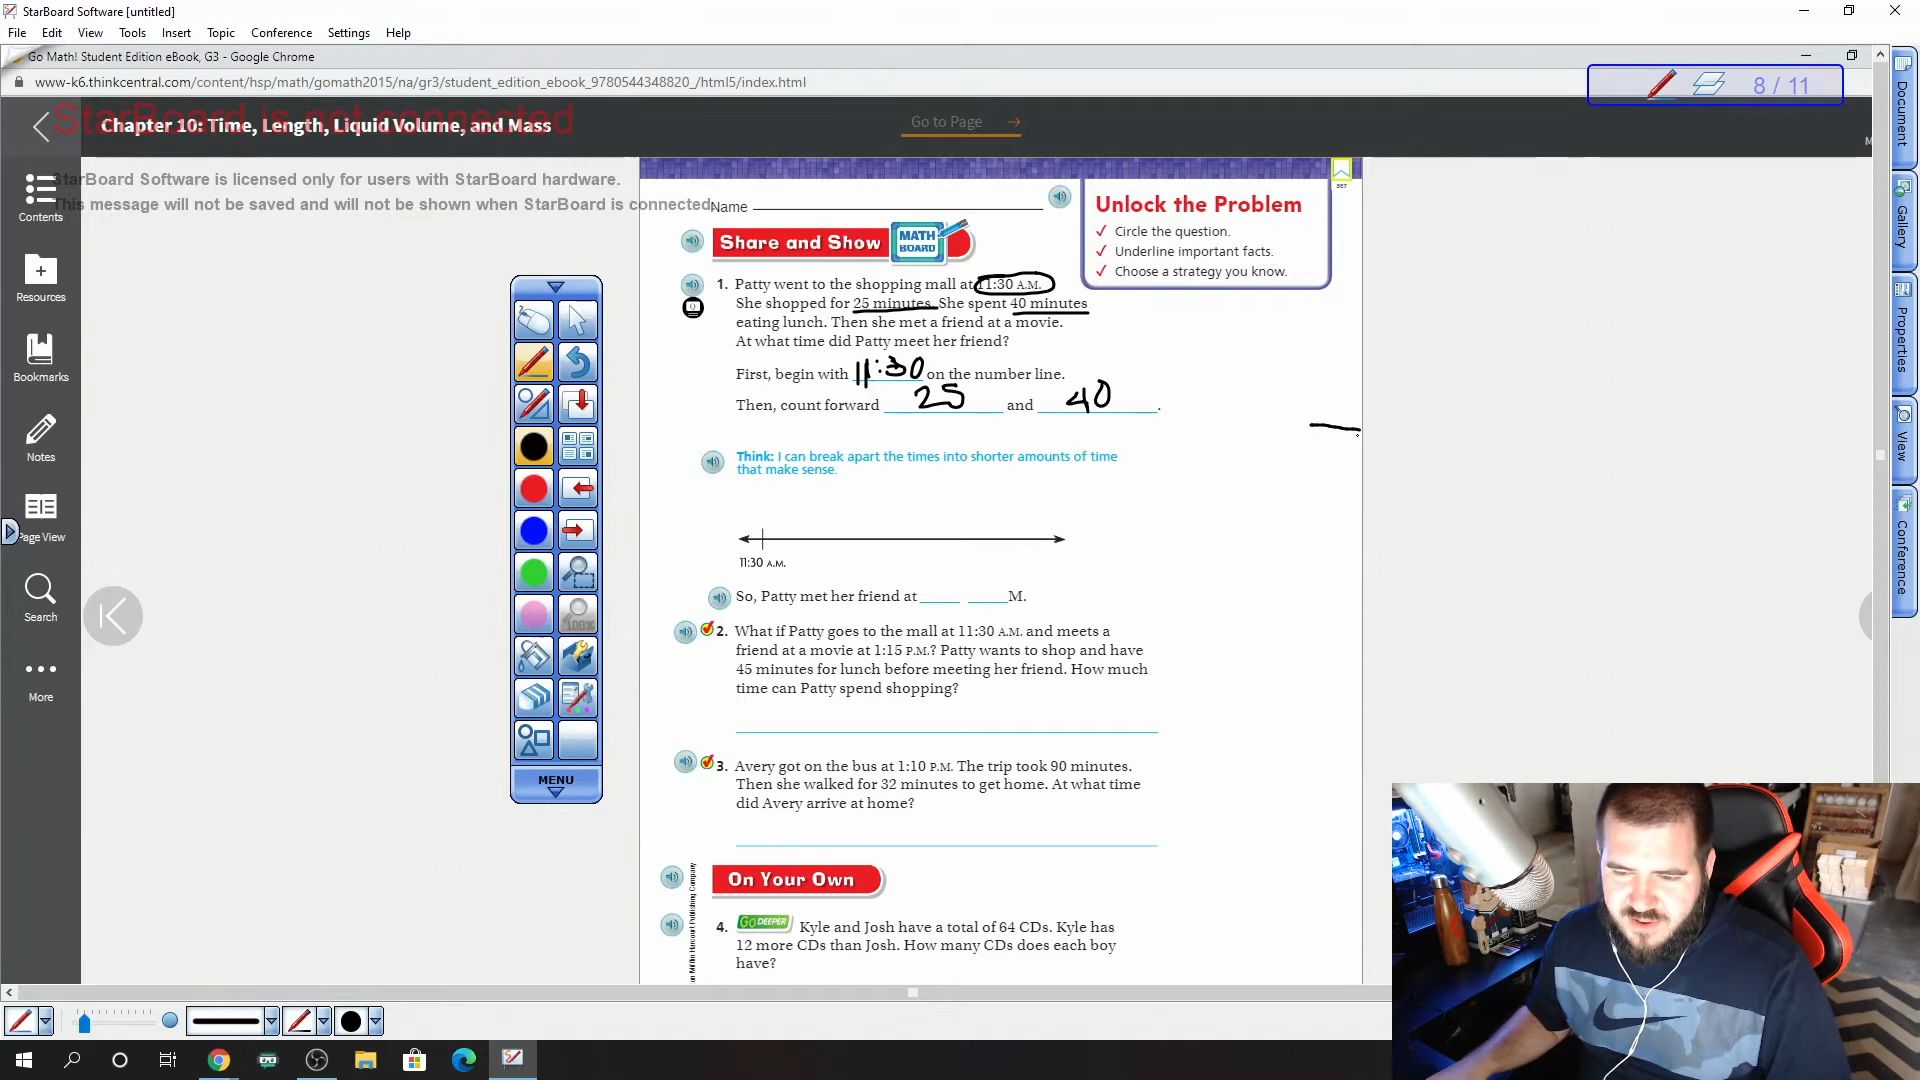 StarBoard Software [untitled]
File Edit View Tools Insert Topic Conference Settings Help
Go Math! Student Edition eBook, G3 - Google Chrome
www-k6.thinkcentral.com/content/hsp/math/gomath2015/na/gr3/student_edition_ebook_9780544348820_/html5/index.html
8 / 11
StarBoard is not connected
Chapter 10: Time, Length, Liquid Volume, and Mass
Go to Page
StarBoard Software is licensed only for users with StarBoard hardware.
This message will not be saved and will not be shown when StarBoard is connected.
Contents
Resources
Bookmarks
Notes
Page View
Search
More
MENU
100%
Name
Unlock the Problem
✓ Circle the question.
✓ Underline important facts.
✓ Choose a strategy you know.
Share and Show
MATH
BOARD
1. Patty went to the shopping mall at 11:30 A.M.
She shopped for 25 minutes. She spent 40 minutes
eating lunch. Then she met a friend at a movie.
At what time did Patty meet her friend?
First, begin with 11:30 on the number line.
Then, count forward 25 and 40.
Think: I can break apart the times into shorter amounts of time
that make sense.
11:30 A.M.
So, Patty met her friend at ____ ____M.
2. What if Patty goes to the mall at 11:30 A.M. and meets a
friend at a movie at 1:15 P.M.? Patty wants to shop and have
45 minutes for lunch before meeting her friend. How much
time can Patty spend shopping?
3. Avery got on the bus at 1:10 P.M. The trip took 90 minutes.
Then she walked for 32 minutes to get home. At what time
did Avery arrive at home?
On Your Own
4. GO DEEPER Kyle and Josh have a total of 64 CDs. Kyle has
12 more CDs than Josh. How many CDs does each boy
have?
Mifflin Harcourt Publishing Company
Document
Gallery
Properties
View
Conference